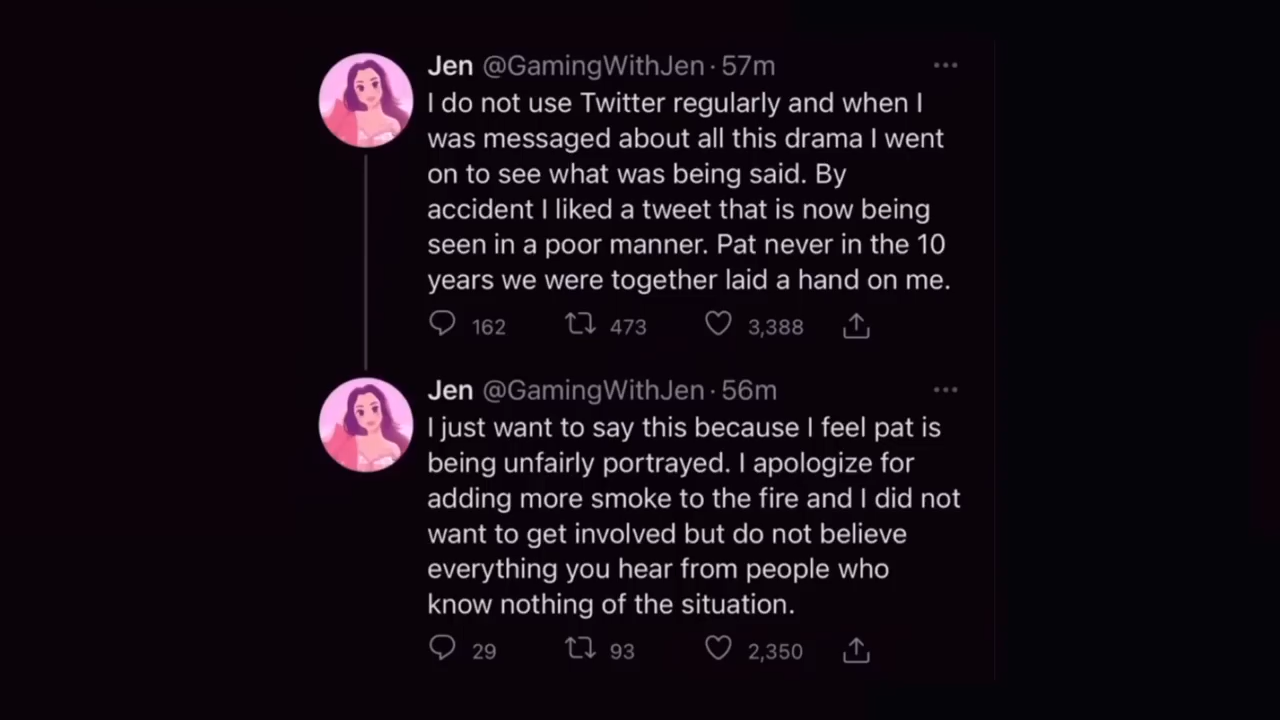 Jen @GamingWithJen · 57m
I do not use Twitter regularly and when I
was messaged about all this drama I went
on to see what was being said. By
accident I liked a tweet that is now being
seen in a poor manner. Pat never in the 10
years we were together laid a hand on me.
162 473 3,388
Jen @GamingWithJen · 56m
I just want to say this because I feel pat is
being unfairly portrayed. I apologize for
adding more smoke to the fire and I did not
want to get involved but do not believe
everything you hear from people who
know nothing of the situation.
29 93 2,350